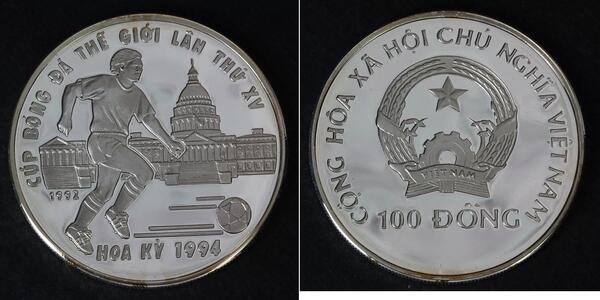 CÚP BÓNG ĐÁ THẾ GIỚI LẦN THỨ XV
1992
HOA KỲ 1994
CỘNG HÒA XÃ HỘI CHỦ NGHĨA VIỆT NAM
VIỆT NAM
100 ĐỒNG